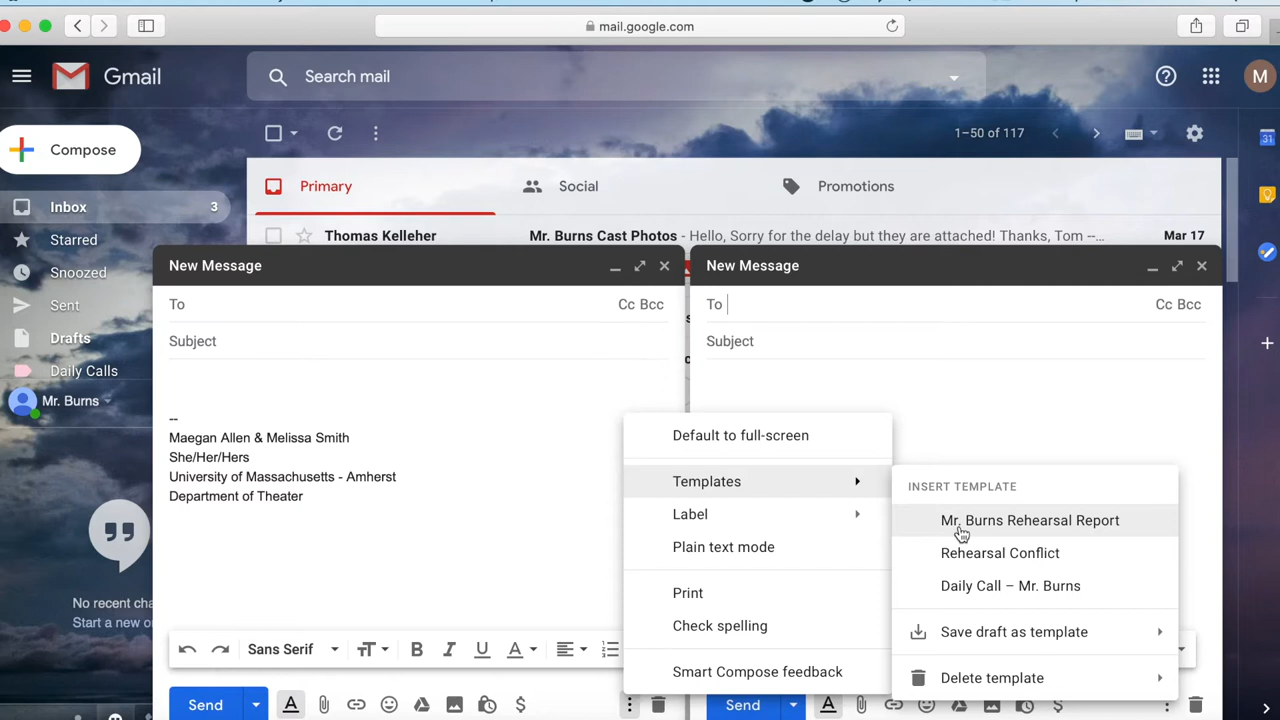 mail.google.com
Gmail
Search mail
M
Compose
1–50 of 117
31
Primary
Social
Promotions
Inbox 3
Thomas Kelleher Mr. Burns Cast Photos - Hello, Sorry for the delay but they are attached! Thanks, Tom --... Mar 17
Starred
Snoozed
Sent
Drafts
Daily Calls
Mr. Burns
No recent cha
Start a new o
New Message
To Cc Bcc
Subject
--
Maegan Allen & Melissa Smith
She/Her/Hers
University of Massachusetts - Amherst
Department of Theater
Sans Serif
B I U A
Send
A
$
New Message
To Cc Bcc
Subject
Send
A
$
Default to full-screen
Templates
Label
Plain text mode
Print
Check spelling
Smart Compose feedback
INSERT TEMPLATE
Mr. Burns Rehearsal Report
Rehearsal Conflict
Daily Call – Mr. Burns
Save draft as template
Delete template